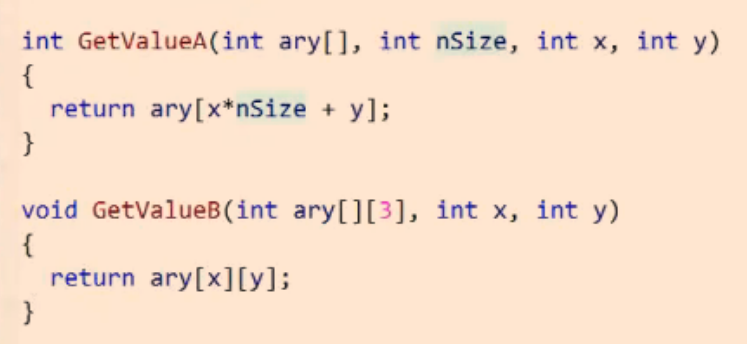 int GetValueA(int ary[], int nSize, int x, int y)
{
  return ary[x*nSize + y];
}

void GetValueB(int ary[][3], int x, int y)
{
  return ary[x][y];
}